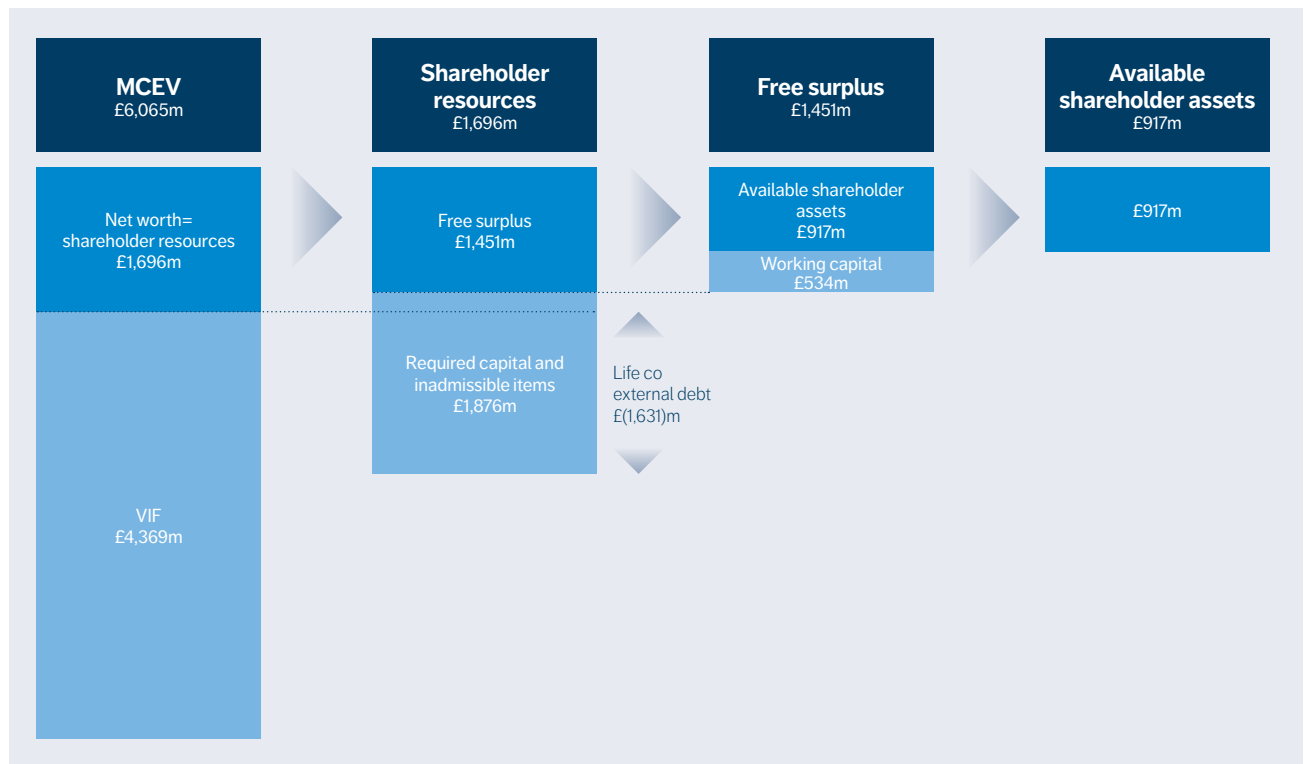 MCEV
£6,065m
Shareholder
resources
£1,696m
Free surplus
£1,451m
Available
shareholder assets
£917m
Net worth=
shareholder resources
£1,696m
VIF
£4,369m
Free surplus
£1,451m
Required capital and
inadmissible items
£1,876m
Life co
external debt
£(1,631)m
Available shareholder
assets
£917m
Working capital
£534m
£917m